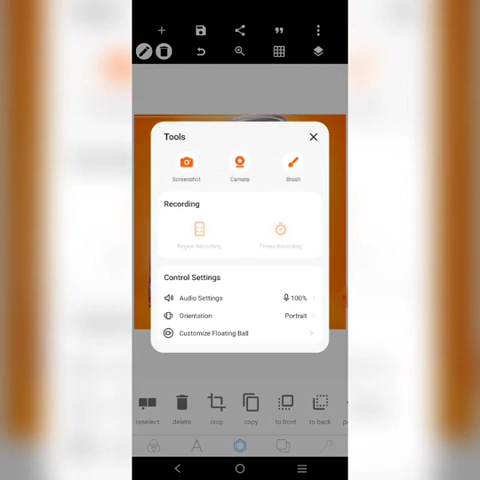 Tools
Screenshot Camera Brush
Recording
Region Recording Timed Recording
Control Settings
Audio Settings 100%
Orientation Portrait
Customize Floating Ball
reselect delete crop copy to front to back